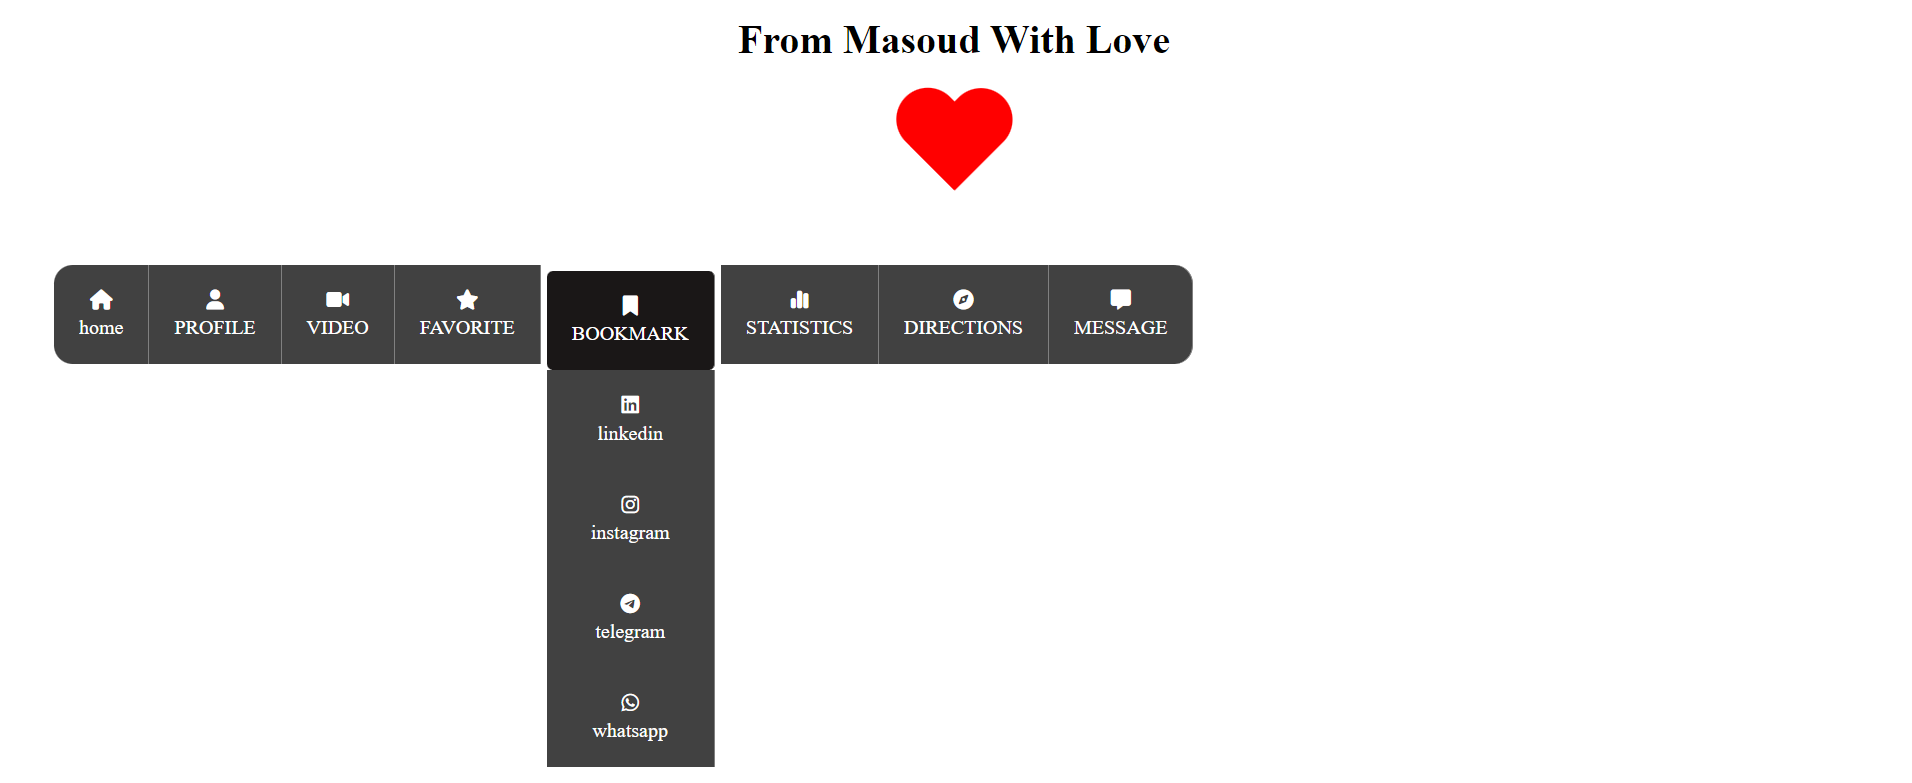 From Masoud With Love
home
PROFILE
VIDEO
FAVORITE
BOOKMARK
STATISTICS
DIRECTIONS
MESSAGE
linkedin
instagram
telegram
whatsapp